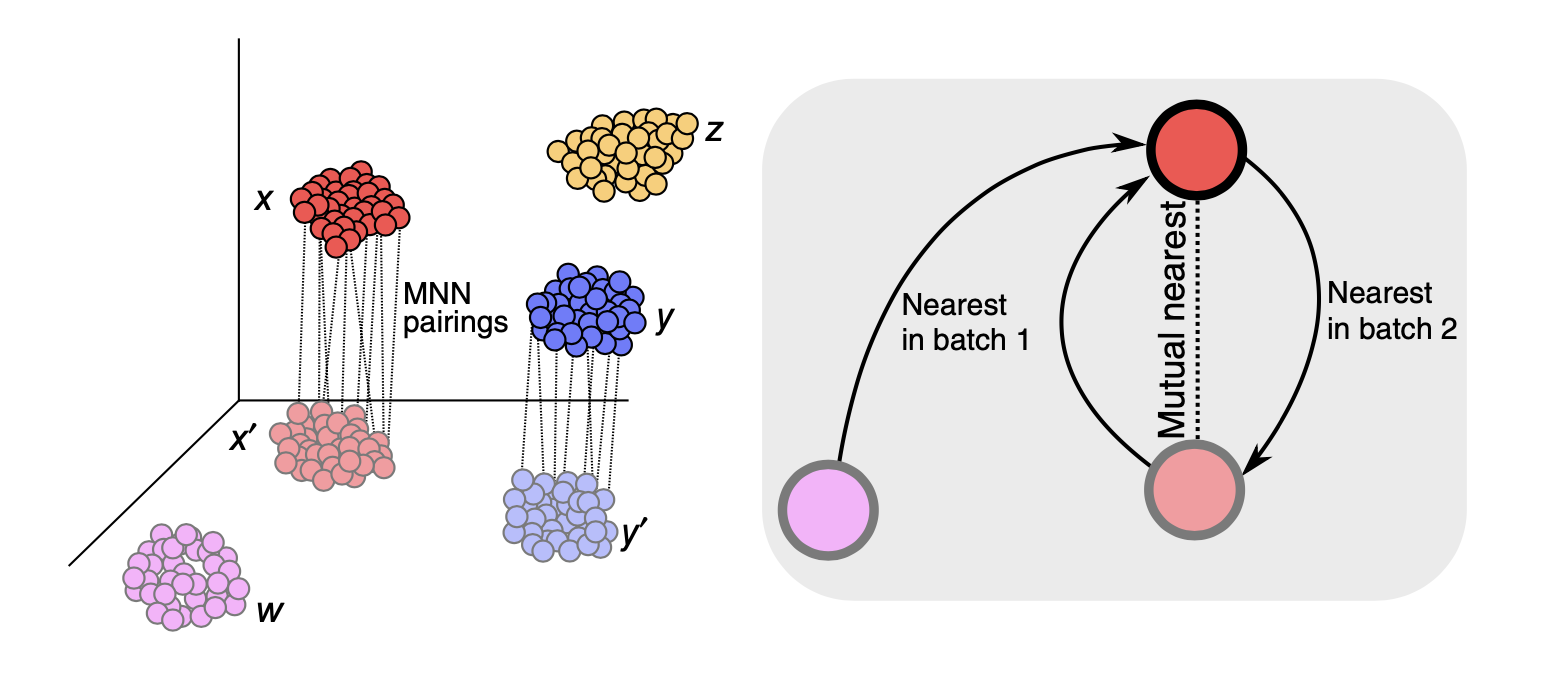 z
x
MNN
pairings
y
x′
y′
w
Nearest
in batch 1
Mutual nearest
Nearest
in batch 2